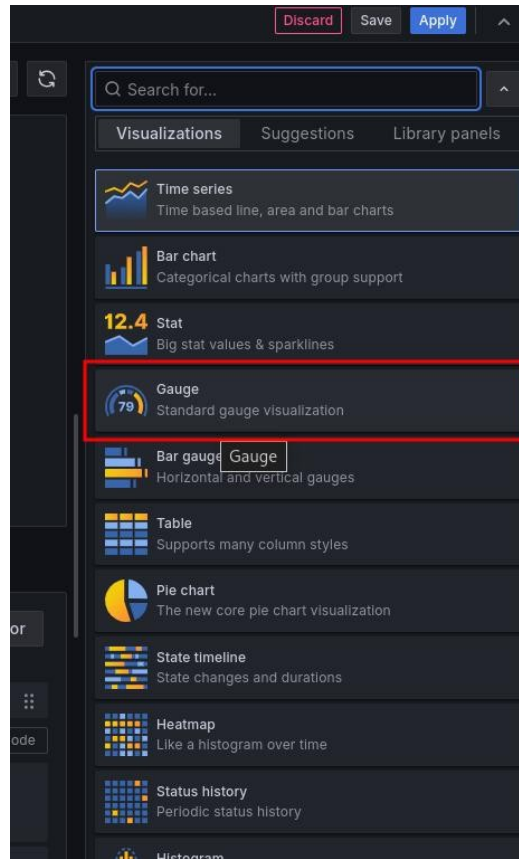 Discard Save Apply
Search for...
Visualizations Suggestions Library panels
Time series
Time based line, area and bar charts
Bar chart
Categorical charts with group support
12.4 Stat
Big stat values & sparklines
Gauge
79
Standard gauge visualization
Bar gauge Gauge
Horizontal and vertical gauges
Table
Supports many column styles
Pie chart
The new core pie chart visualization
or
State timeline
State changes and durations
Heatmap
ode
Like a histogram over time
Status history
Periodic status history
Histogram